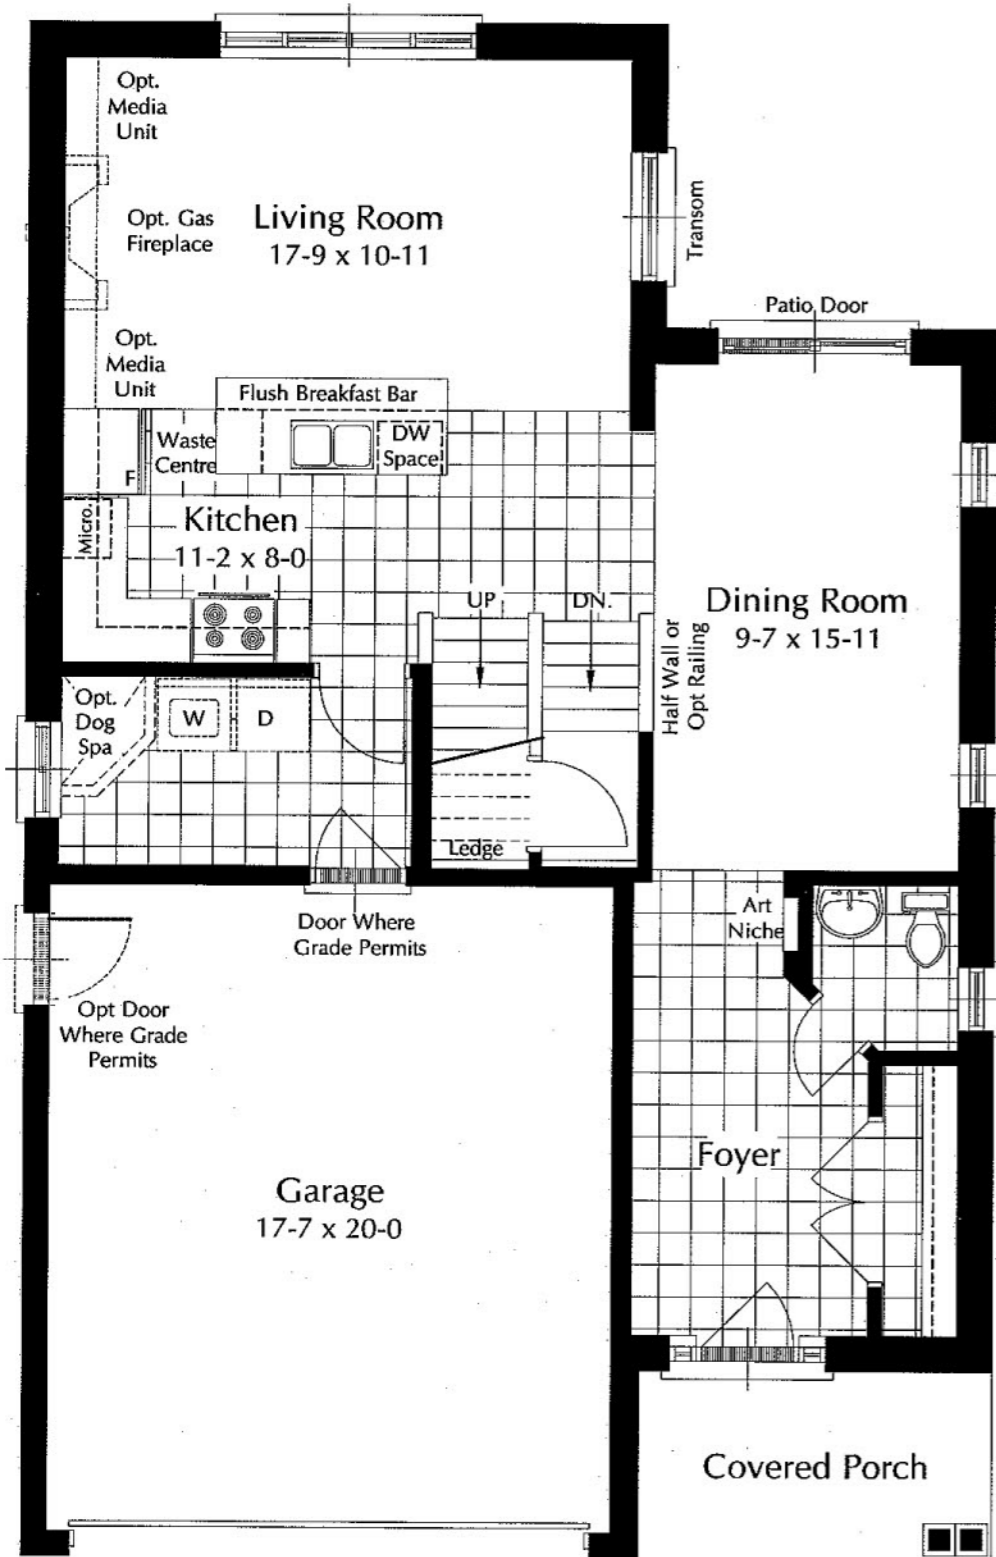 Opt.
Media
Unit
Living Room
17-9 x 10-11
Opt. Gas
Fireplace
Transom
Patio Door
Opt.
Media
Unit
Flush Breakfast Bar
Waste
Centre
DW
Space
F
Micro.
Kitchen
11-2 x 8-0
UP
DN.
Dining Room
9-7 x 15-11
Half Wall or
Opt Railing
Opt.
Dog
Spa
W
D
Ledge
Door Where
Grade Permits
Art
Niche
Opt Door
Where Grade
Permits
Foyer
Garage
17-7 x 20-0
Covered Porch